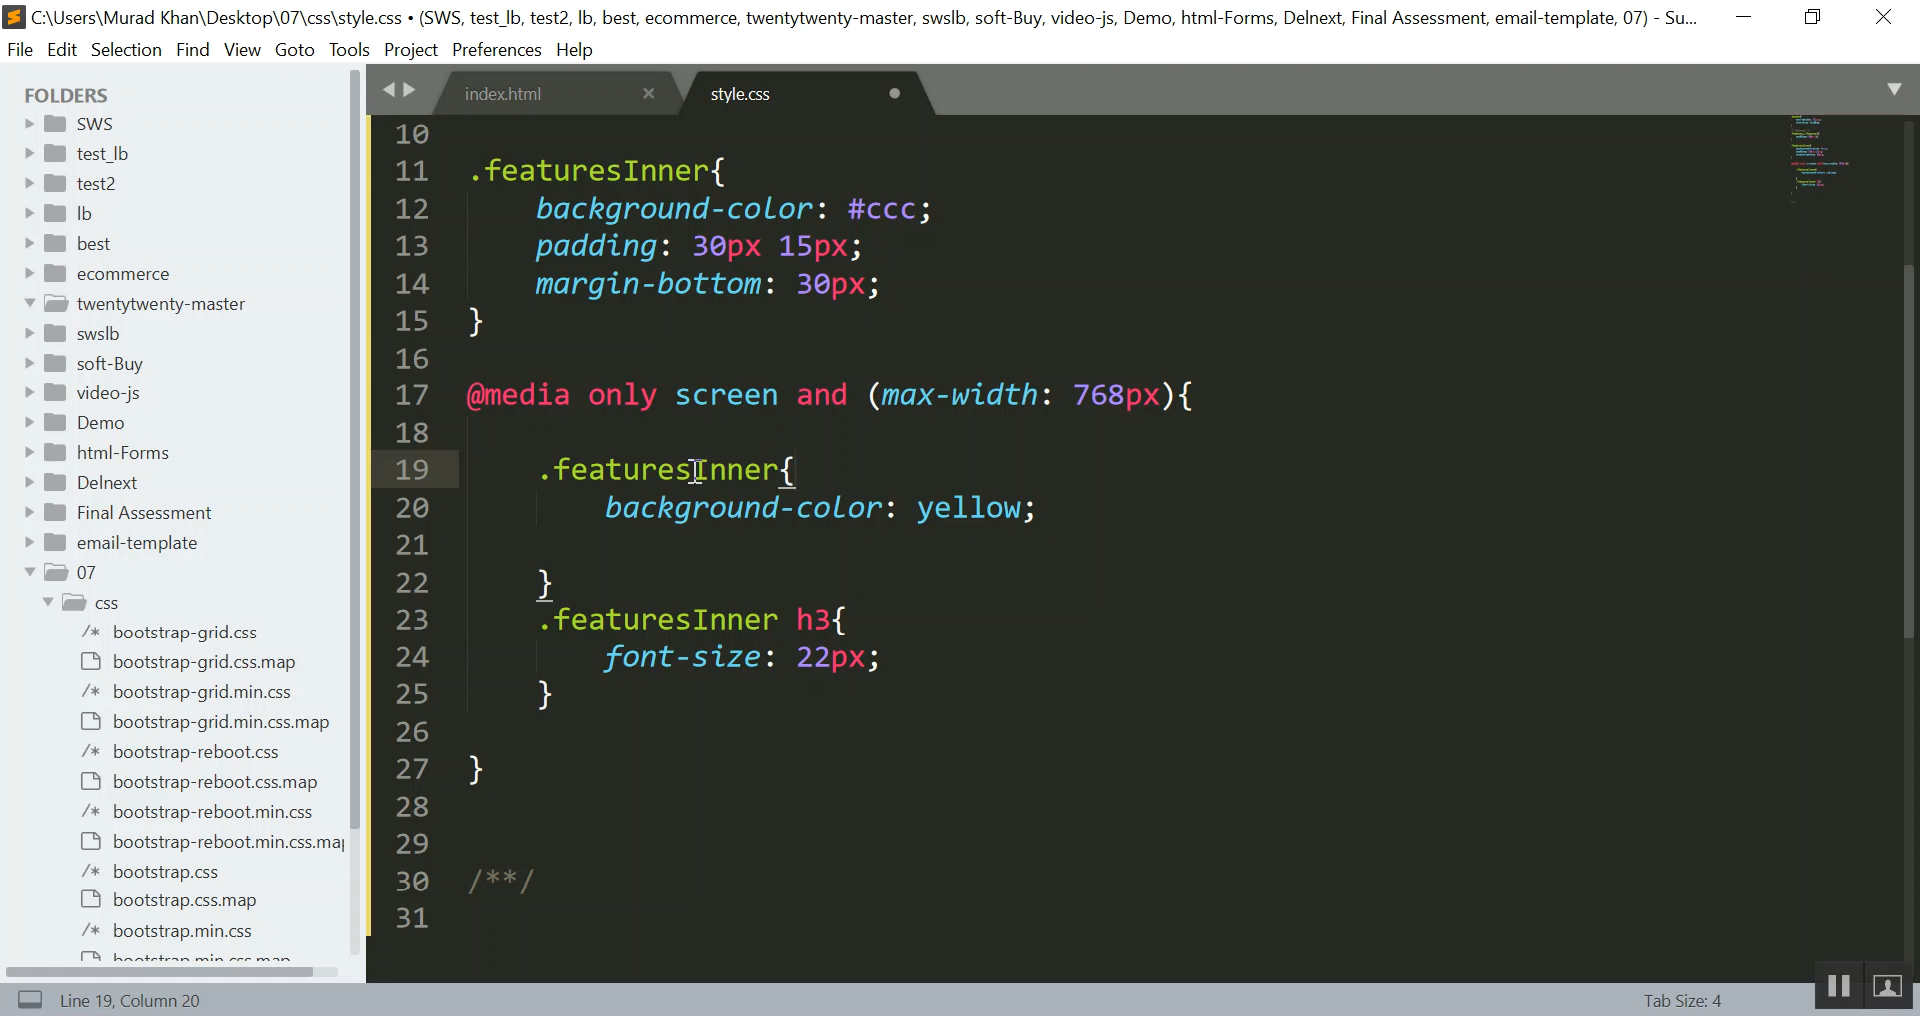 C:\Users\Murad Khan\Desktop\07\css\style.css • (SWS, test_lb, test2, lb, best, ecommerce, twentytwenty-master, swslb, soft-Buy, video-js, Demo, html-Forms, Delnext, Final Assessment, email-template, 07) - Su...
File Edit Selection Find View Goto Tools Project Preferences Help
FOLDERS
SWS
test_lb
test2
lb
best
ecommerce
twentytwenty-master
swslb
soft-Buy
video-js
Demo
html-Forms
Delnext
Final Assessment
email-template
07
css
/* bootstrap-grid.css
bootstrap-grid.css.map
/* bootstrap-grid.min.css
bootstrap-grid.min.css.map
/* bootstrap-reboot.css
bootstrap-reboot.css.map
/* bootstrap-reboot.min.css
bootstrap-reboot.min.css.map
/* bootstrap.css
bootstrap.css.map
/* bootstrap.min.css
bootstrap.min.css.map
index.html × style.css
10
11 .featuresInner{
12 background-color: #ccc;
13 padding: 30px 15px;
14 margin-bottom: 30px;
15 }
16
17 @media only screen and (max-width: 768px){
18
19 .featuresInner{
20 background-color: yellow;
21
22 }
23 .featuresInner h3{
24 font-size: 22px;
25 }
26
27 }
28
29
30 /**/
31
Line 19, Column 20
Tab Size: 4